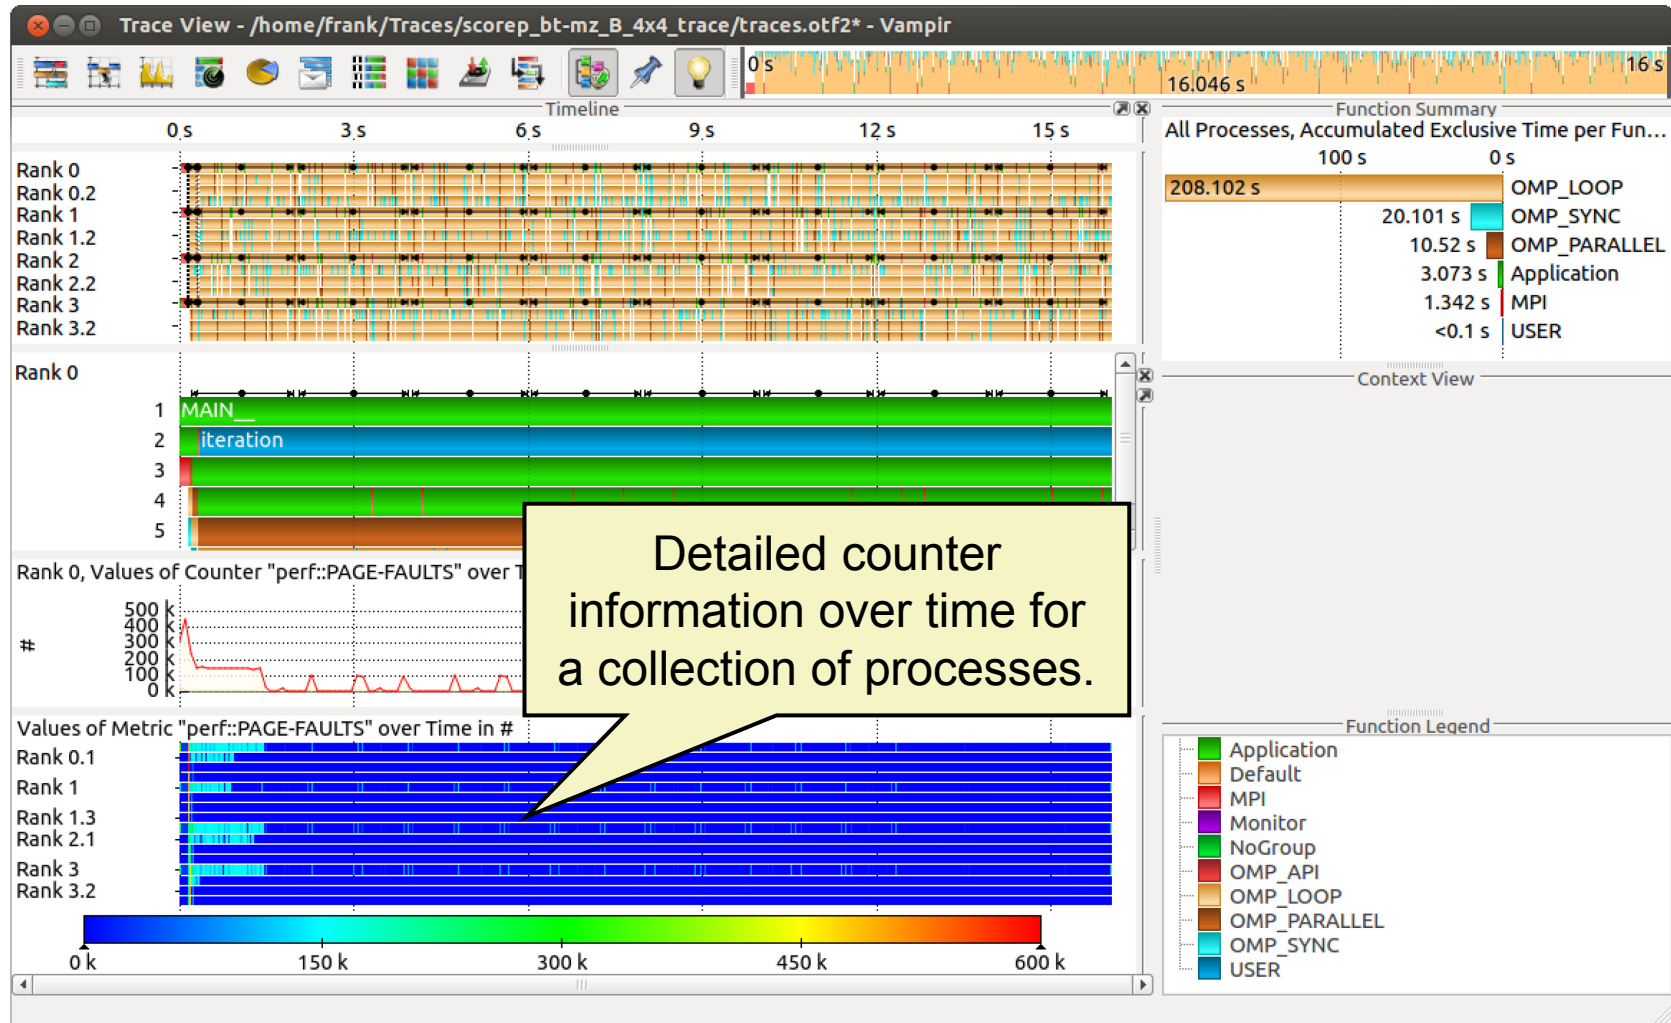 Trace View - /home/frank/Traces/scorep_bt-mz_B_4x4_trace/traces.otf2* - Vampir
0 s
16 s
16.046 s
Timeline
0 s 3 s 6 s 9 s 12 s 15 s
Rank 0
Rank 0.2
Rank 1
Rank 1.2
Rank 2
Rank 2.2
Rank 3
Rank 3.2
Rank 0
1 MAIN__
2 iteration
3
4
5
Rank 0, Values of Counter "perf::PAGE-FAULTS" over T
#
500 k
400 k
300 k
200 k
100 k
0 k
Detailed counter
information over time for
a collection of processes.
Values of Metric "perf::PAGE-FAULTS" over Time in #
Rank 0.1
Rank 1
Rank 1.3
Rank 2.1
Rank 3
Rank 3.2
0 k 150 k 300 k 450 k 600 k
Function Summary
All Processes, Accumulated Exclusive Time per Fun...
100 s 0 s
208.102 s OMP_LOOP
20.101 s OMP_SYNC
10.52 s OMP_PARALLEL
3.073 s Application
1.342 s MPI
<0.1 s USER
Context View
Function Legend
Application
Default
MPI
Monitor
NoGroup
OMP_API
OMP_LOOP
OMP_PARALLEL
OMP_SYNC
USER